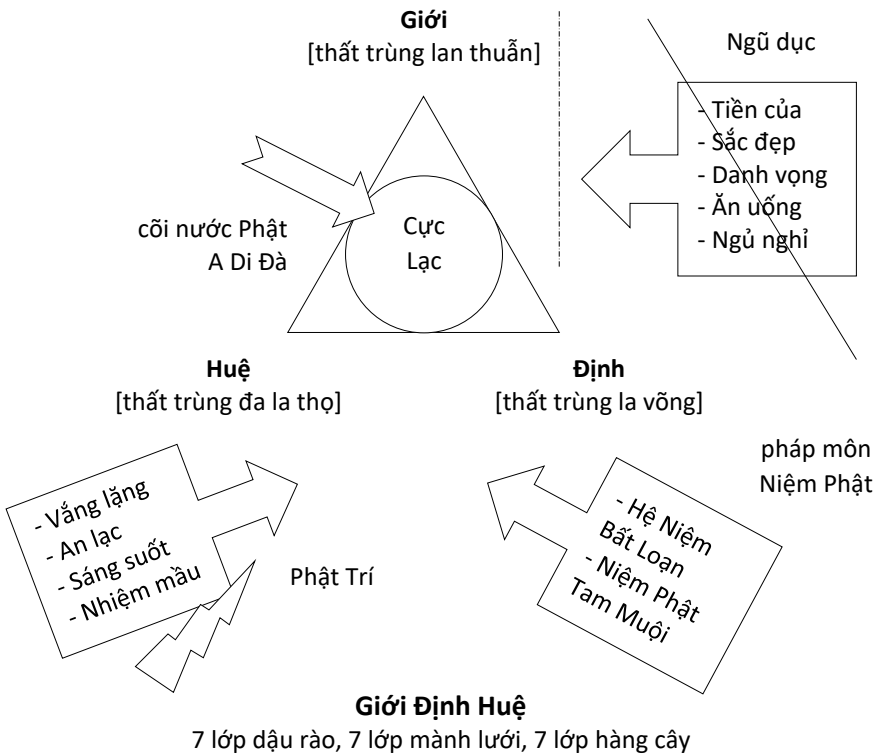 Giới
[thất trùng lan thuẫn]
Ngũ dục
- Tiền của
- Sắc đẹp
- Danh vọng
- Ăn uống
- Ngủ nghỉ
cõi nước Phật
A Di Đà
Cực
Lạc
Huệ
[thất trùng đa la thọ]
Định
[thất trùng la võng]
pháp môn
Niệm Phật
- Vắng lặng
- An lạc
- Sáng suốt
- Nhiệm mầu
Phật Trí
- Hệ Niệm
Bất Loạn
- Niệm Phật
Tam Muội
Giới Định Huệ
7 lớp dậu rào, 7 lớp mành lưới, 7 lớp hàng cây